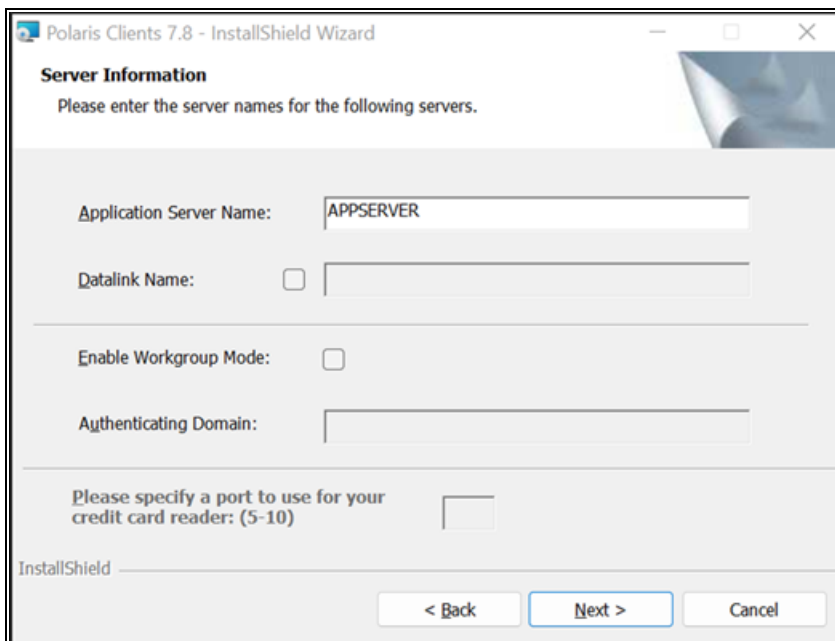 Polaris Clients 7.8 - InstallShield Wizard
Server Information
Please enter the server names for the following servers.
Application Server Name:
APPSERVER
Datalink Name:
Enable Workgroup Mode:
Authenticating Domain:
Please specify a port to use for your
credit card reader: (5-10)
InstallShield
< Back
Next >
Cancel